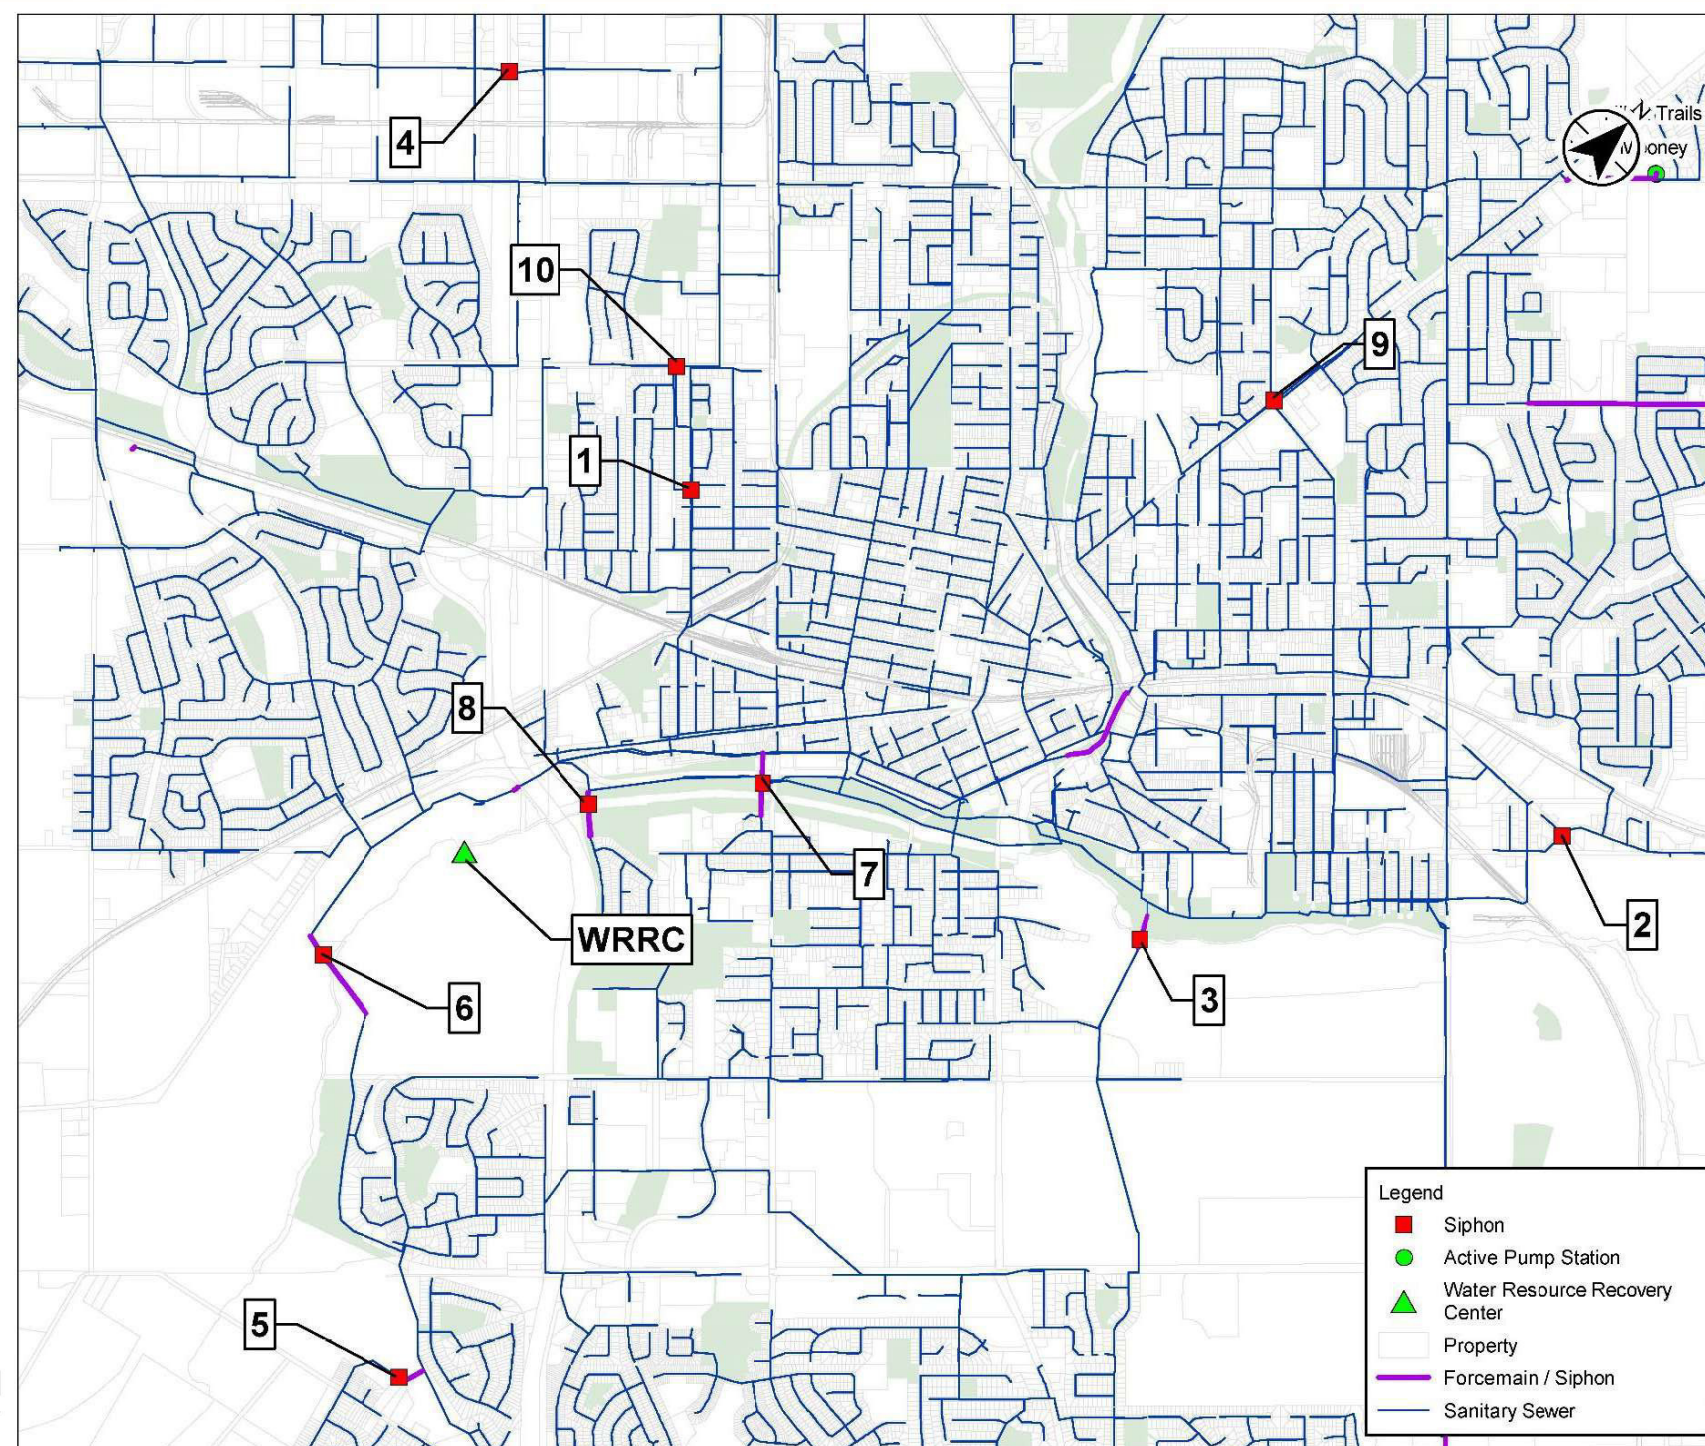 4
N Trails
10
9
1
8
7
2
WRRC
6
3
5
Legend
Siphon
Active Pump Station
Water Resource Recovery
Center
Property
Forcemain / Siphon
Sanitary Sewer